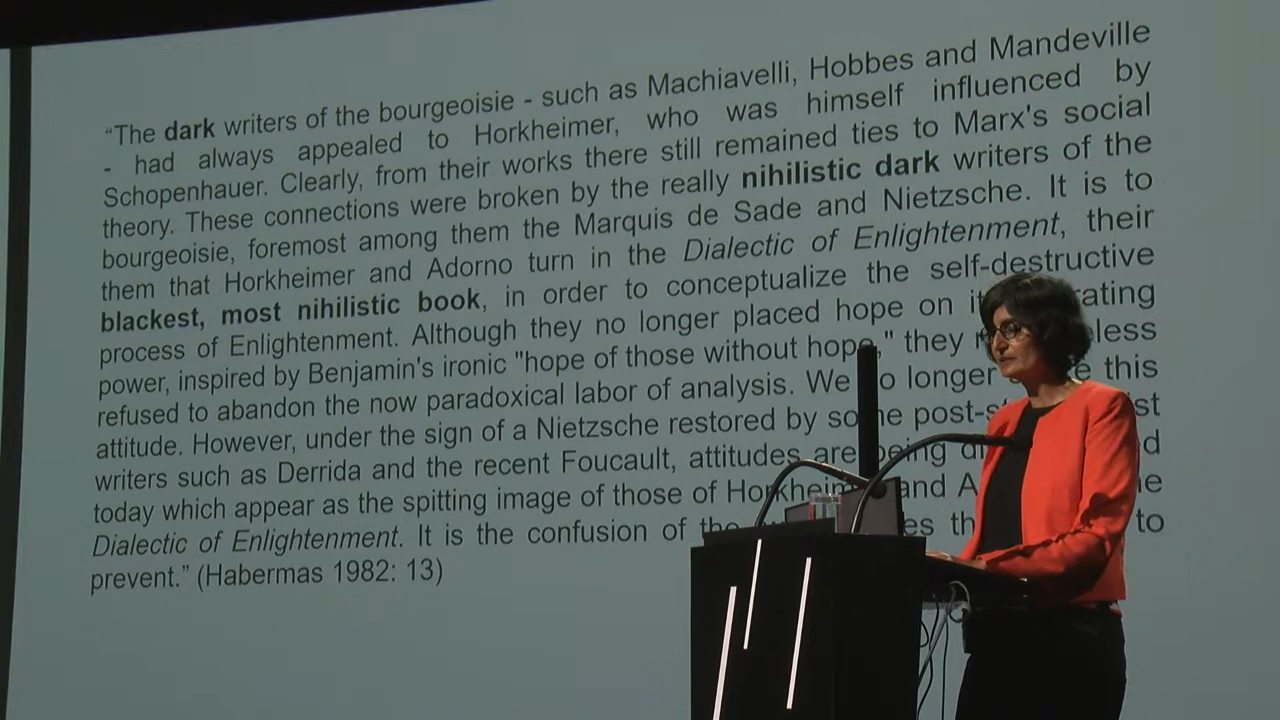 “The dark writers of the bourgeoisie - such as Machiavelli, Hobbes and Mandeville
- had always appealed to Horkheimer, who was himself influenced by
Schopenhauer. Clearly, from their works there still remained ties to Marx's social
theory. These connections were broken by the really nihilistic dark writers of the
bourgeoisie, foremost among them the Marquis de Sade and Nietzsche. It is to
them that Horkheimer and Adorno turn in the Dialectic of Enlightenment, their
blackest, most nihilistic book, in order to conceptualize the self-destructive
process of Enlightenment. Although they no longer placed hope on
power, inspired by Benjamin's ironic "hope of those without hope," they
refused to abandon the now paradoxical labor of analysis. We no longer this
attitude. However, under the sign of a Nietzsche restored by some
writers such as Derrida and the recent Foucault, attitudes are being
today which appear as the spitting image of those of Horkheimer and
Dialectic of Enlightenment. It is the confusion of to
prevent.” (Habermas 1982: 13)